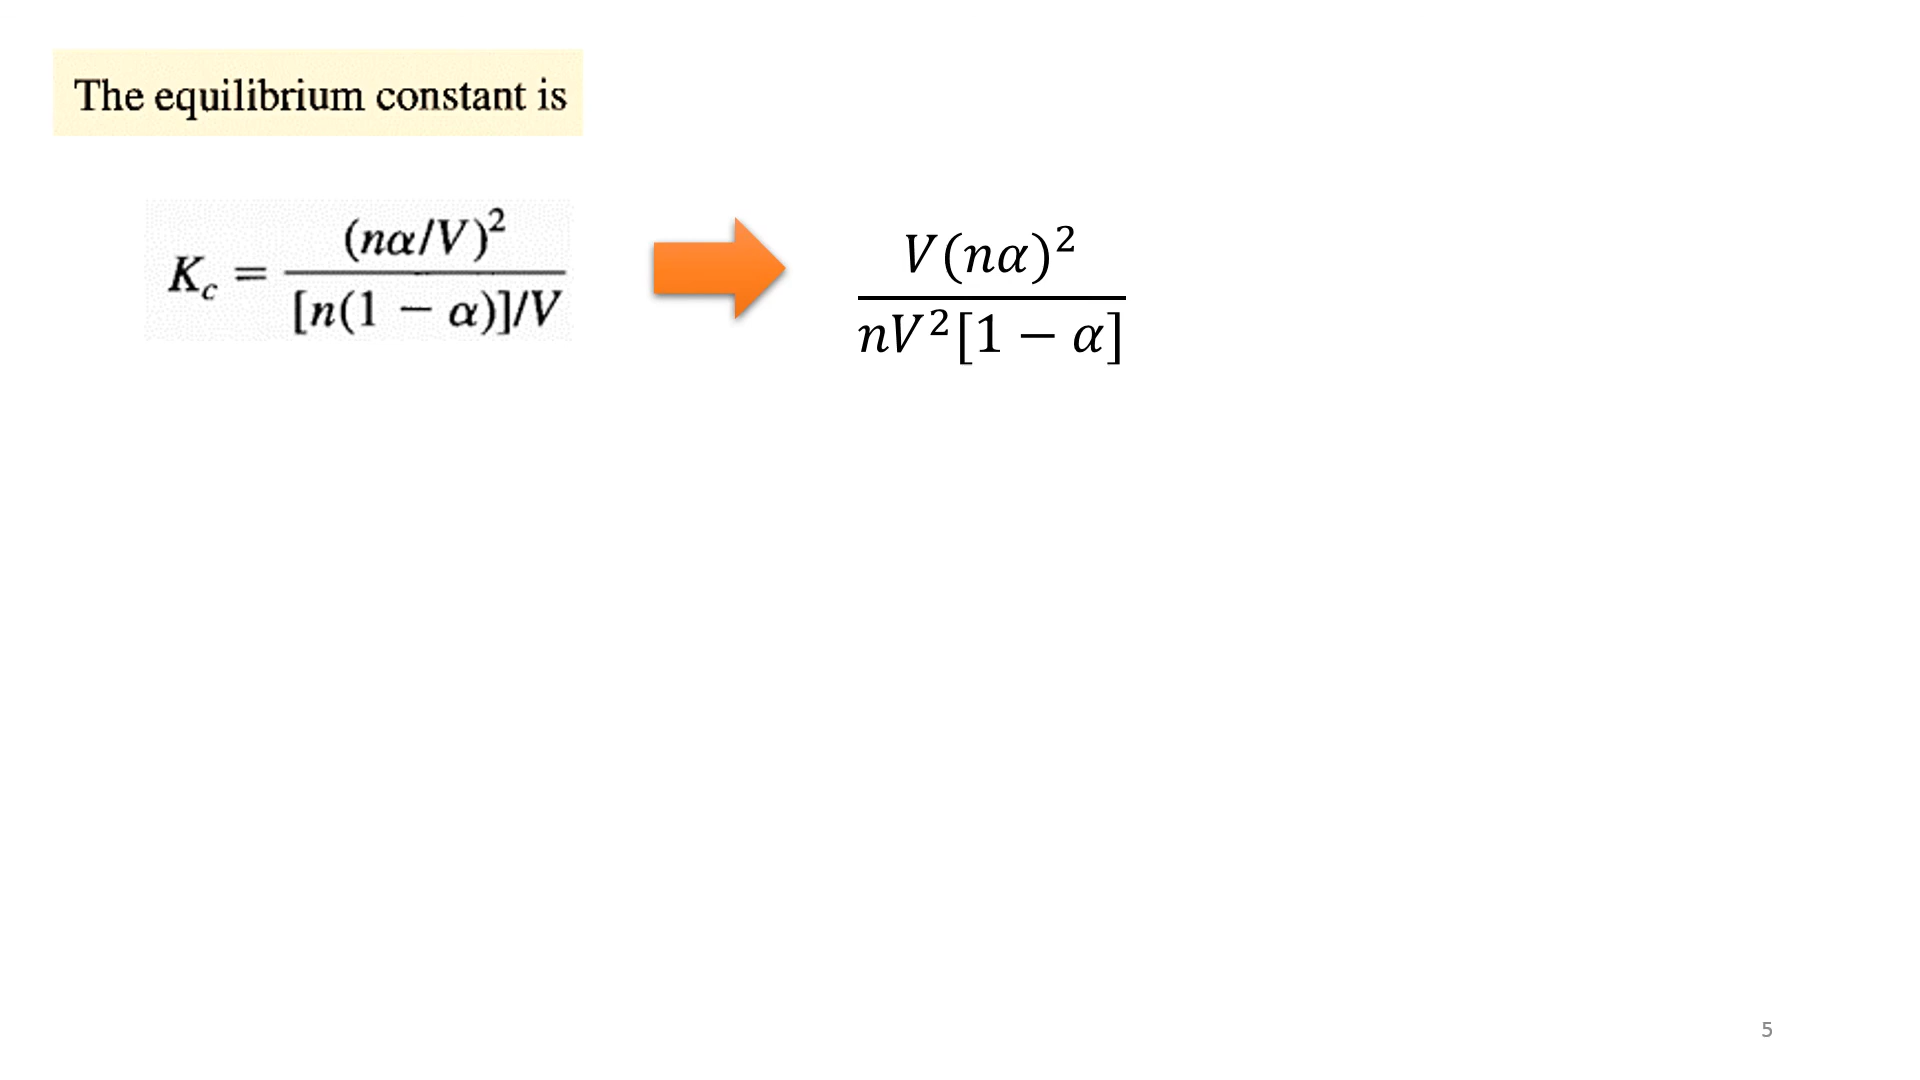 The equilibrium constant is
K_c = (nα/V)² / [n(1 − α)]/V
V(nα)² / nV²[1 − α]
5